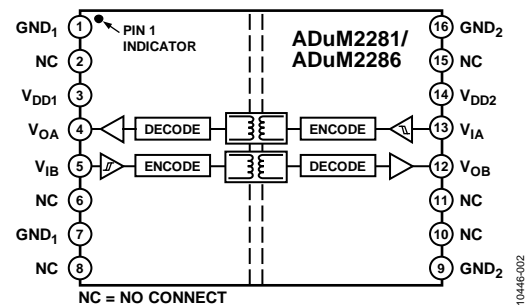 GND1 1 PIN 1 INDICATOR ADuM2281/ ADuM2286 16 GND2
NC 2 15 NC
VDD1 3 14 VDD2
VOA 4 DECODE ENCODE 13 VIA
VIB 5 ENCODE DECODE 12 VOB
NC 6 11 NC
GND1 7 10 NC
NC 8 9 GND2
NC = NO CONNECT
10446-002